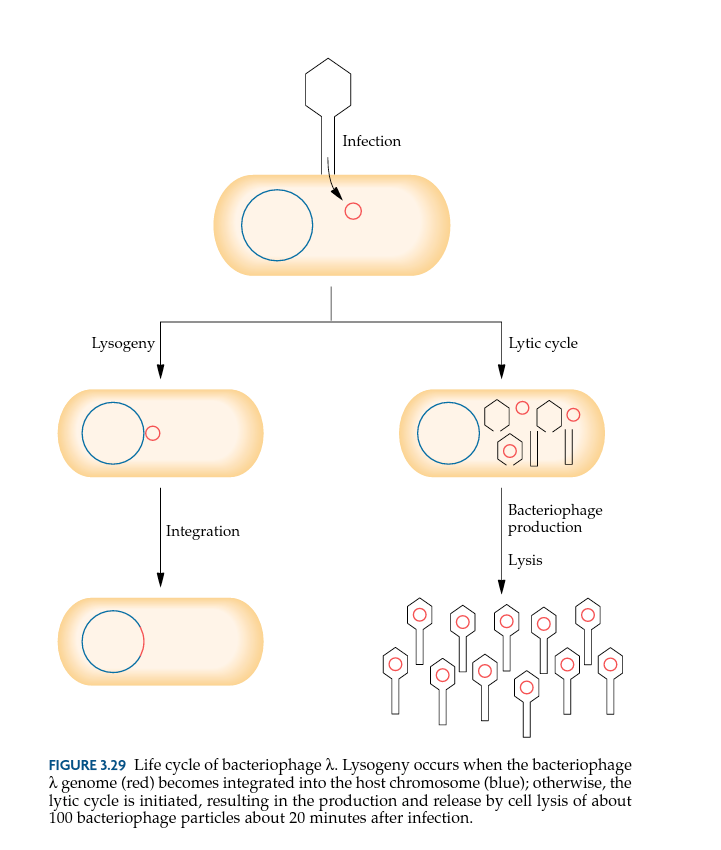 Infection
Lysogeny
Lytic cycle
Integration
Bacteriophage
production
Lysis
FIGURE 3.29 Life cycle of bacteriophage λ. Lysogeny occurs when the bacteriophage
λ genome (red) becomes integrated into the host chromosome (blue); otherwise, the
lytic cycle is initiated, resulting in the production and release by cell lysis of about
100 bacteriophage particles about 20 minutes after infection.